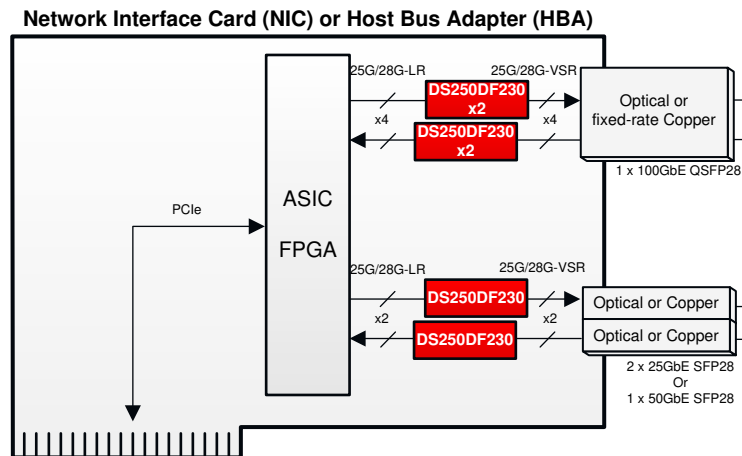 Network Interface Card (NIC) or Host Bus Adapter (HBA)
25G/28G-LR
25G/28G-VSR
DS250DF230
x2
x4
x4
DS250DF230
x2
Optical or
fixed-rate Copper
1 x 100GbE QSFP28
PCIe
ASIC
FPGA
25G/28G-LR
25G/28G-VSR
DS250DF230
x2
x2
DS250DF230
Optical or Copper
Optical or Copper
2 x 25GbE SFP28
Or
1 x 50GbE SFP28